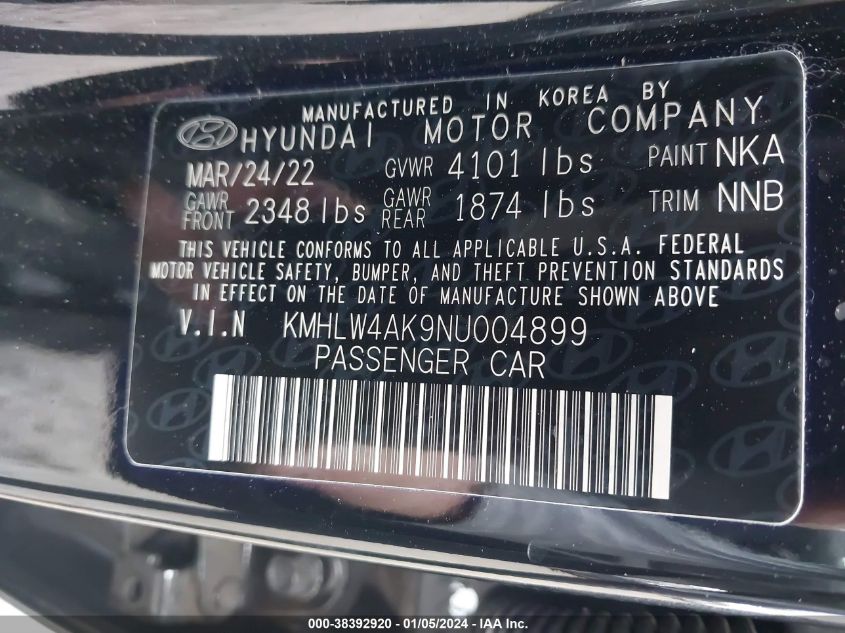 MANUFACTURED IN KOREA BY
HYUNDAI MOTOR COMPANY
MAR/24/22 GVWR 4101 lbs PAINT NKA
GAWR FRONT 2348 lbs GAWR REAR 1874 lbs TRIM NNB
THIS VEHICLE CONFORMS TO ALL APPLICABLE U.S.A. FEDERAL
MOTOR VEHICLE SAFETY, BUMPER, AND THEFT PREVENTION STANDARDS
IN EFFECT ON THE DATE OF MANUFACTURE SHOWN ABOVE
V.I.N KMHLW4AK9NU004899
PASSENGER CAR
000-38392920 - 01/05/2024 - IAA Inc.